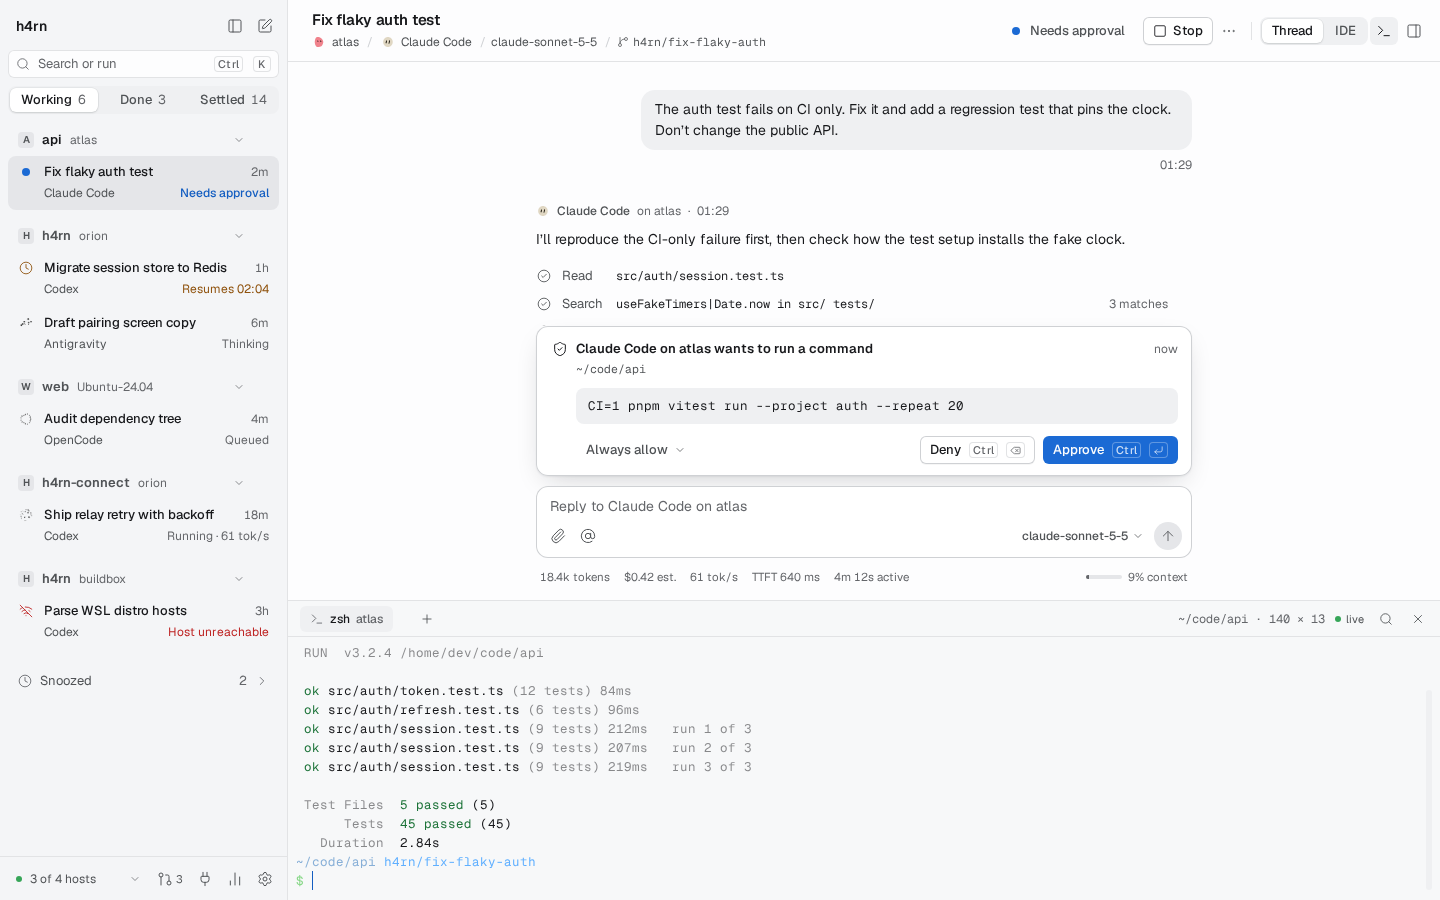 h4rn
Search or run Ctrl K
Working 6 Done 3 Settled 14
A api atlas
Fix flaky auth test 2m
Claude Code Needs approval
H h4rn orion
Migrate session store to Redis 1h
Codex Resumes 02:04
Draft pairing screen copy 6m
Antigravity Thinking
W web Ubuntu-24.04
Audit dependency tree 4m
OpenCode Queued
H h4rn-connect orion
Ship relay retry with backoff 18m
Codex Running · 61 tok/s
H h4rn buildbox
Parse WSL distro hosts 3h
Codex Host unreachable
Snoozed 2
3 of 4 hosts 3
Fix flaky auth test
atlas / Claude Code / claude-sonnet-5-5 / h4rn/fix-flaky-auth
Needs approval Stop ··· Thread IDE
The auth test fails on CI only. Fix it and add a regression test that pins the clock.
Don’t change the public API.
01:29
Claude Code on atlas · 01:29
I’ll reproduce the CI-only failure first, then check how the test setup installs the fake clock.
Read src/auth/session.test.ts
Search useFakeTimers|Date.now in src/ tests/ 3 matches
Claude Code on atlas wants to run a command now
~/code/api
CI=1 pnpm vitest run --project auth --repeat 20
Always allow Deny Ctrl Approve Ctrl
Reply to Claude Code on atlas
claude-sonnet-5-5
18.4k tokens $0.42 est. 61 tok/s TTFT 640 ms 4m 12s active 9% context
zsh atlas + ~/code/api · 140 × 13 live
RUN v3.2.4 /home/dev/code/api
ok src/auth/token.test.ts (12 tests) 84ms
ok src/auth/refresh.test.ts (6 tests) 96ms
ok src/auth/session.test.ts (9 tests) 212ms run 1 of 3
ok src/auth/session.test.ts (9 tests) 207ms run 2 of 3
ok src/auth/session.test.ts (9 tests) 219ms run 3 of 3
Test Files 5 passed (5)
Tests 45 passed (45)
Duration 2.84s
~/code/api h4rn/fix-flaky-auth
$